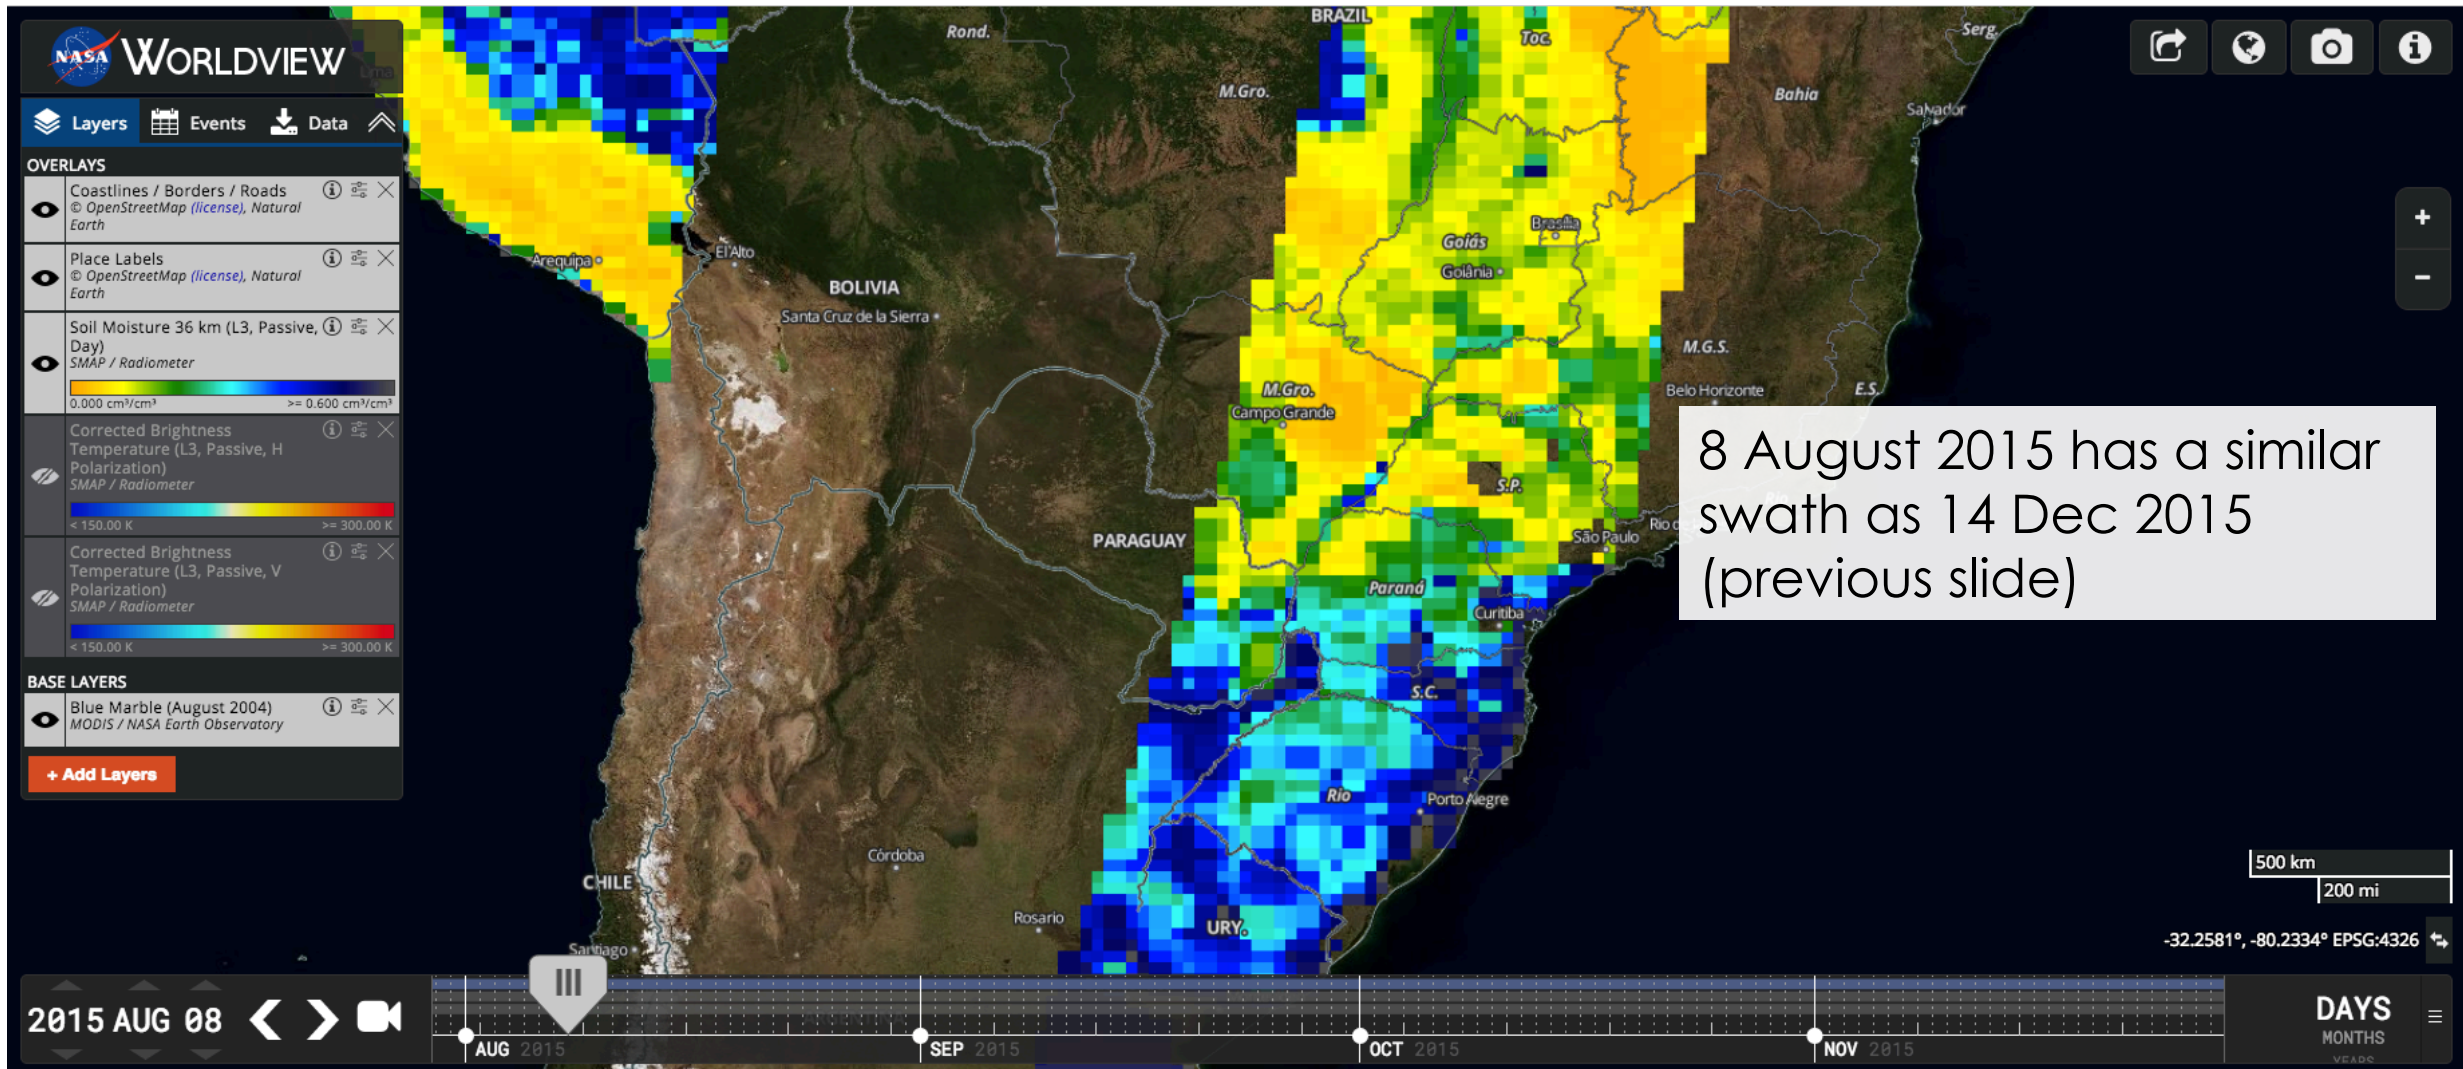 NASA WORLDVIEW
Lima
Layers Events Data
OVERLAYS
Coastlines / Borders / Roads
© OpenStreetMap (license), Natural
Earth
Place Labels
© OpenStreetMap (license), Natural
Earth
Soil Moisture 36 km (L3, Passive,
Day)
SMAP / Radiometer
0.000 cm³/cm³ >= 0.600 cm³/cm³
Corrected Brightness
Temperature (L3, Passive, H
Polarization)
SMAP / Radiometer
< 150.00 K >= 300.00 K
Corrected Brightness
Temperature (L3, Passive, V
Polarization)
SMAP / Radiometer
< 150.00 K >= 300.00 K
BASE LAYERS
Blue Marble (August 2004)
MODIS / NASA Earth Observatory
+ Add Layers
BRAZIL
Rond.
Toc.
Serg.
M.Gro.
Bahia
Salvador
Brasília
Goiás
Goiânia
El Alto
Arequipa
BOLIVIA
Santa Cruz de la Sierra
M.G.S.
Belo Horizonte
E.S.
M.Gro.
Campo Grande
8 August 2015 has a similar
swath as 14 Dec 2015
(previous slide)
S.P.
Rio
Rio de
São Paulo
PARAGUAY
Paraná
Curitiba
S.C.
Rio
Porto Alegre
Córdoba
CHILE
Rosario
URY.
Santiago
500 km
200 mi
-32.2581°, -80.2334° EPSG:4326
2015 AUG 08
AUG 2015
SEP 2015
OCT 2015
NOV 2015
DAYS
MONTHS
YEARS